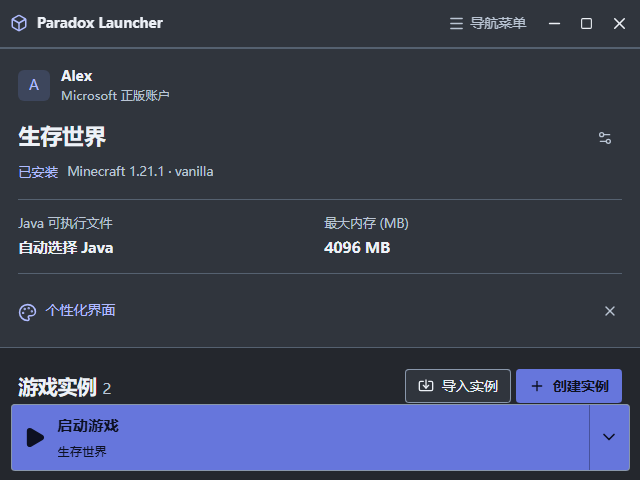 Paradox Launcher
导航菜单
A
Alex
Microsoft 正版账户
生存世界
已安装 Minecraft 1.21.1 · vanilla
Java 可执行文件
自动选择 Java
最大内存 (MB)
4096 MB
个性化界面
游戏实例 2
导入实例
创建实例
启动游戏
生存世界